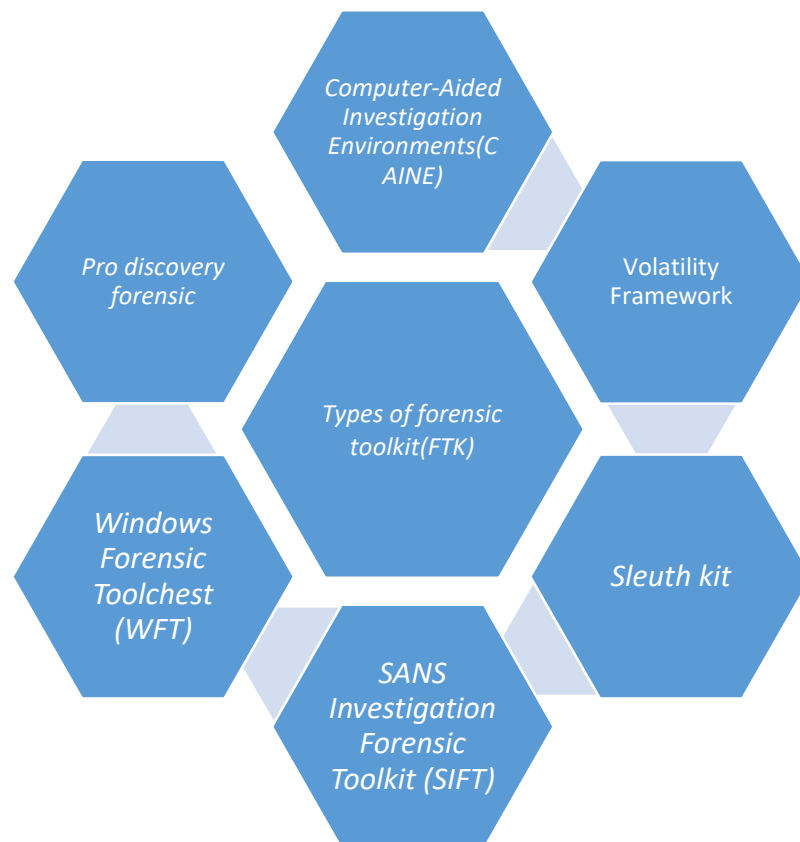 Computer-Aided
Investigation
Environments(C
AINE)
Pro discovery
forensic
Volatility
Framework
Types of forensic
toolkit(FTK)
Windows
Forensic
Toolchest
(WFT)
Sleuth kit
SANS
Investigation
Forensic
Toolkit (SIFT)